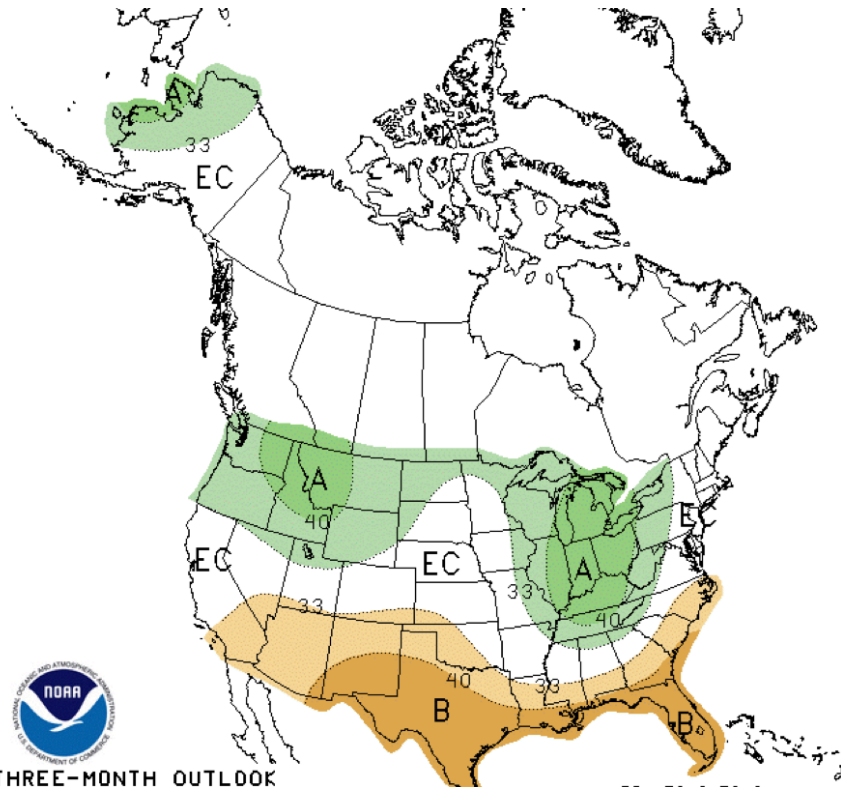 A
33
EC
A
40
EC
EC
EC
A
33
33
40
40
33
B
B
NATIONAL OCEANIC AND ATMOSPHERIC ADMINISTRATION
NOAA
U.S. DEPARTMENT OF COMMERCE
THREE-MONTH OUTLOOK